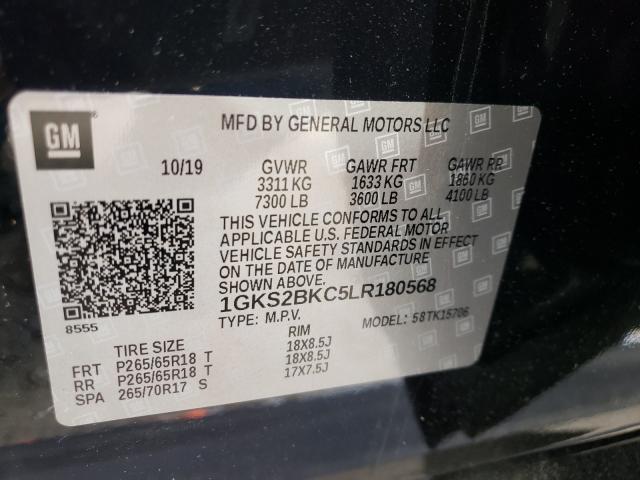 GM
MFD BY GENERAL MOTORS LLC
10/19 GVWR GAWR FRT GAWR RR
3311 KG 1633 KG 1860 KG
7300 LB 3600 LB 4100 LB
THIS VEHICLE CONFORMS TO ALL
APPLICABLE U.S. FEDERAL MOTOR
VEHICLE SAFETY STANDARDS IN EFFECT
ON THE DATE OF MANUFACTURE
SHOWN ABOVE.
8555
1GKS2BKC5LR180568
TYPE: M.P.V. MODEL: 58TK15706
TIRE SIZE RIM
FRT P265/65R18 T 18X8.5J
RR P265/65R18 T 18X8.5J
SPA 265/70R17 S 17X7.5J